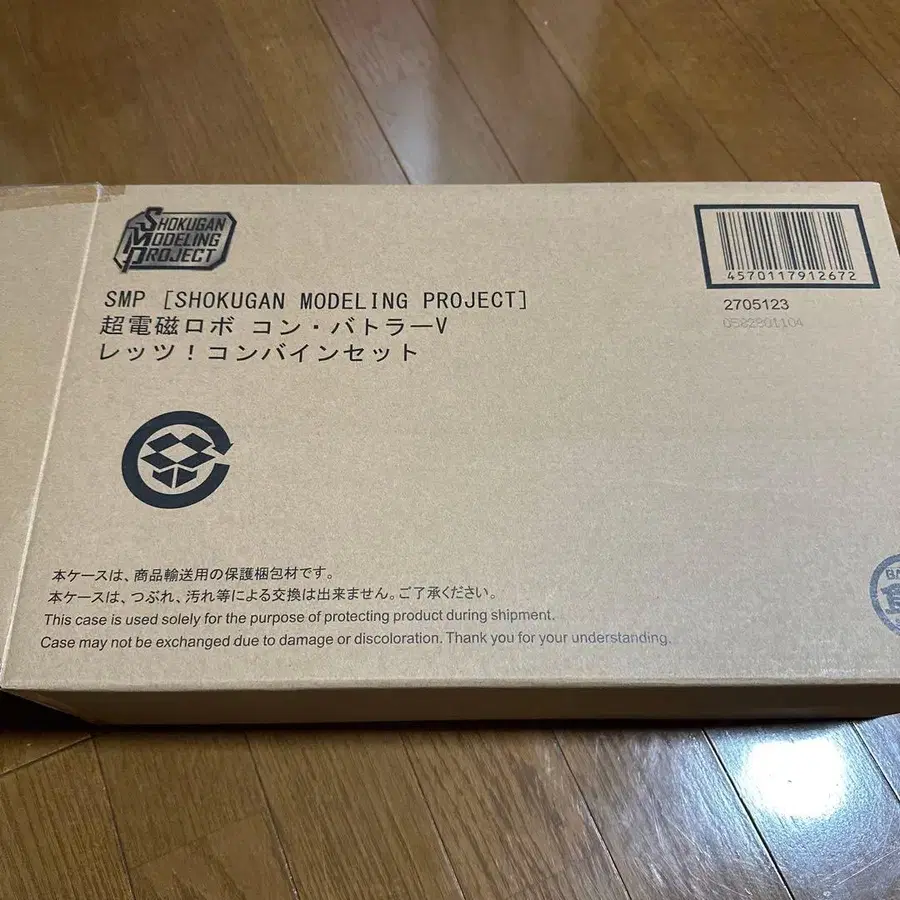 SHOKUGAN
MODELING
PROJECT
4570117912672
SMP [SHOKUGAN MODELING PROJECT]
2705123
超電磁ロボ コン・バトラーV
0582901104
レッツ！コンバインセット
本ケースは、商品輸送用の保護梱包材です。
本ケースは、つぶれ、汚れ等による交換は出来ません。ご了承ください。
This case is used solely for the purpose of protecting product during shipment.
Case may not be exchanged due to damage or discoloration. Thank you for your understanding.